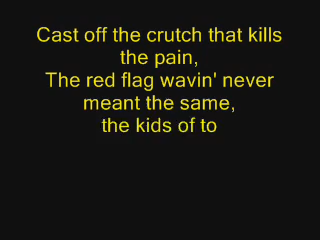 Cast off the crutch that kills
the pain,
The red flag wavin' never
meant the same,
the kids of to